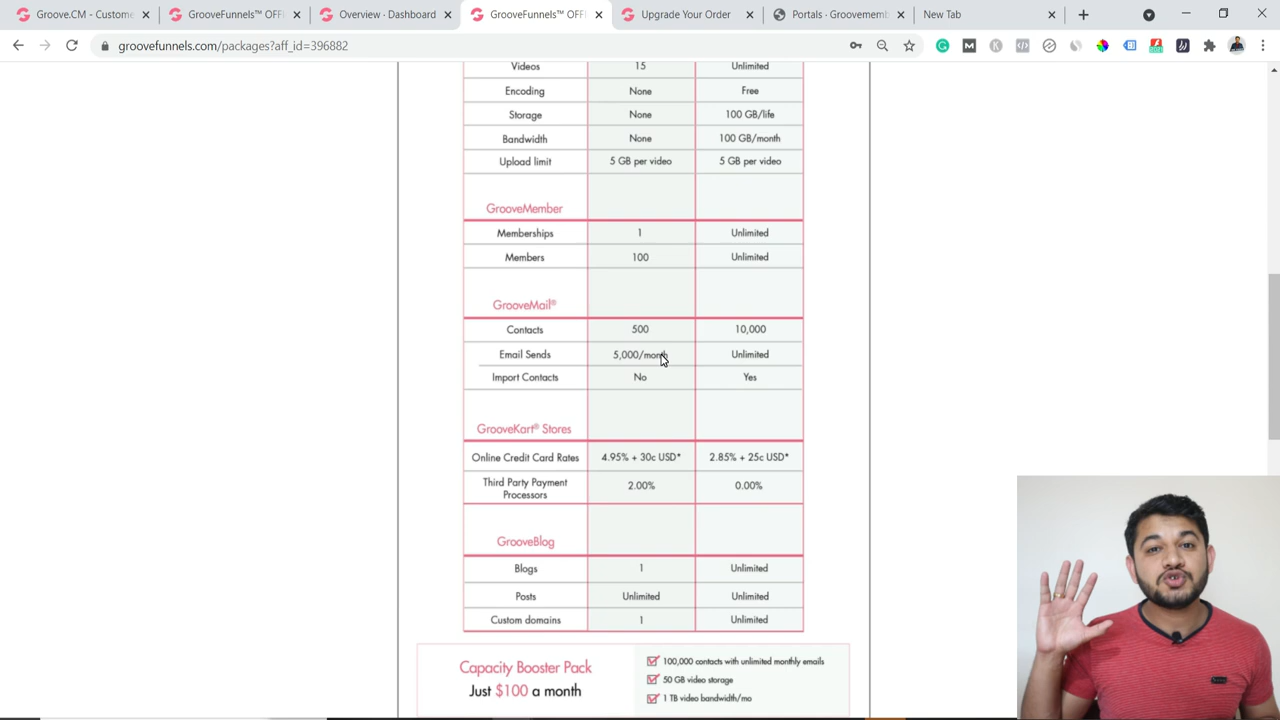 Groove.CM - Custome
GrooveFunnels™ OFFI
Overview - Dashboard
GrooveFunnels™ OFFI
Upgrade Your Order
Portals - Groovememb
New Tab
groovefunnels.com/packages?aff_id=396882
Videos 15 Unlimited
Encoding None Free
Storage None 100 GB/life
Bandwidth None 100 GB/month
Upload limit 5 GB per video 5 GB per video
GrooveMember
Memberships 1 Unlimited
Members 100 Unlimited
GrooveMail®
Contacts 500 10,000
Email Sends 5,000/month Unlimited
Import Contacts No Yes
GrooveKart® Stores
Online Credit Card Rates 4.95% + 30c USD* 2.85% + 25c USD*
Third Party Payment
Processors 2.00% 0.00%
GrooveBlog
Blogs 1 Unlimited
Posts Unlimited Unlimited
Custom domains 1 Unlimited
Capacity Booster Pack
Just $100 a month
100,000 contacts with unlimited monthly emails
50 GB video storage
1 TB video bandwidth/mo